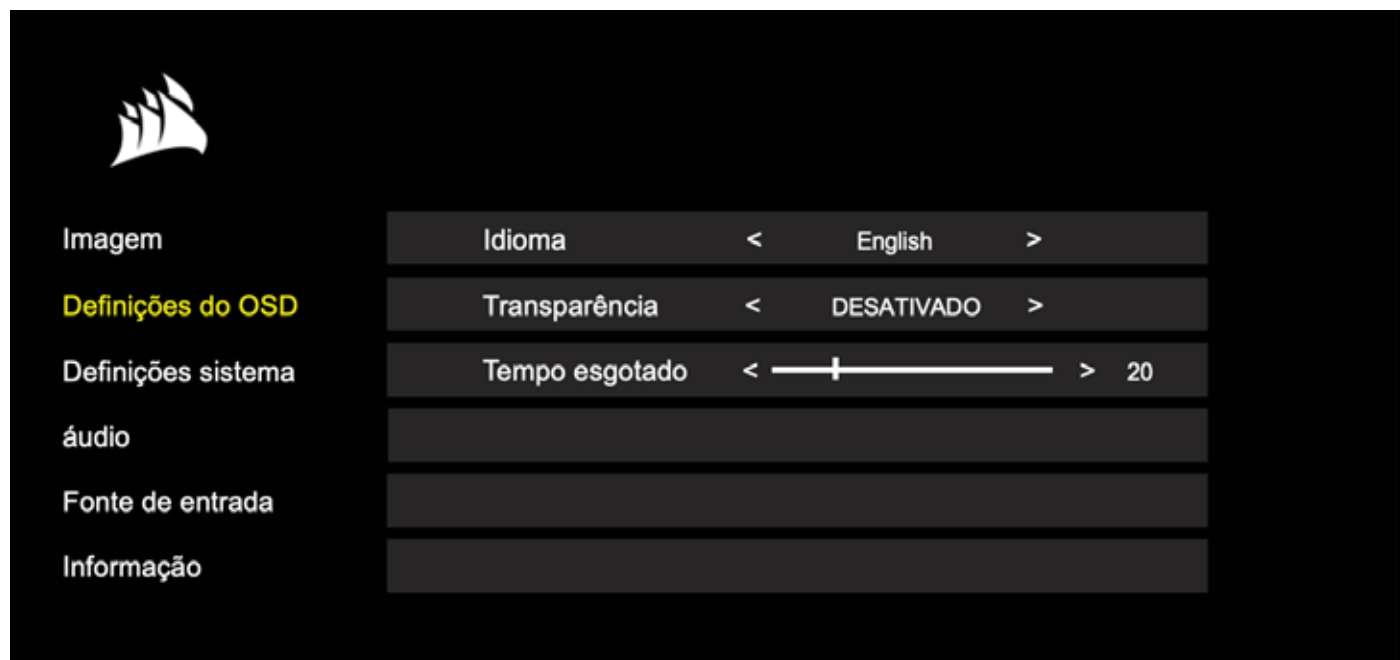 Imagem Idioma < English >
Definições do OSD Transparência < DESATIVADO >
Definições sistema Tempo esgotado < > 20
áudio
Fonte de entrada
Informação